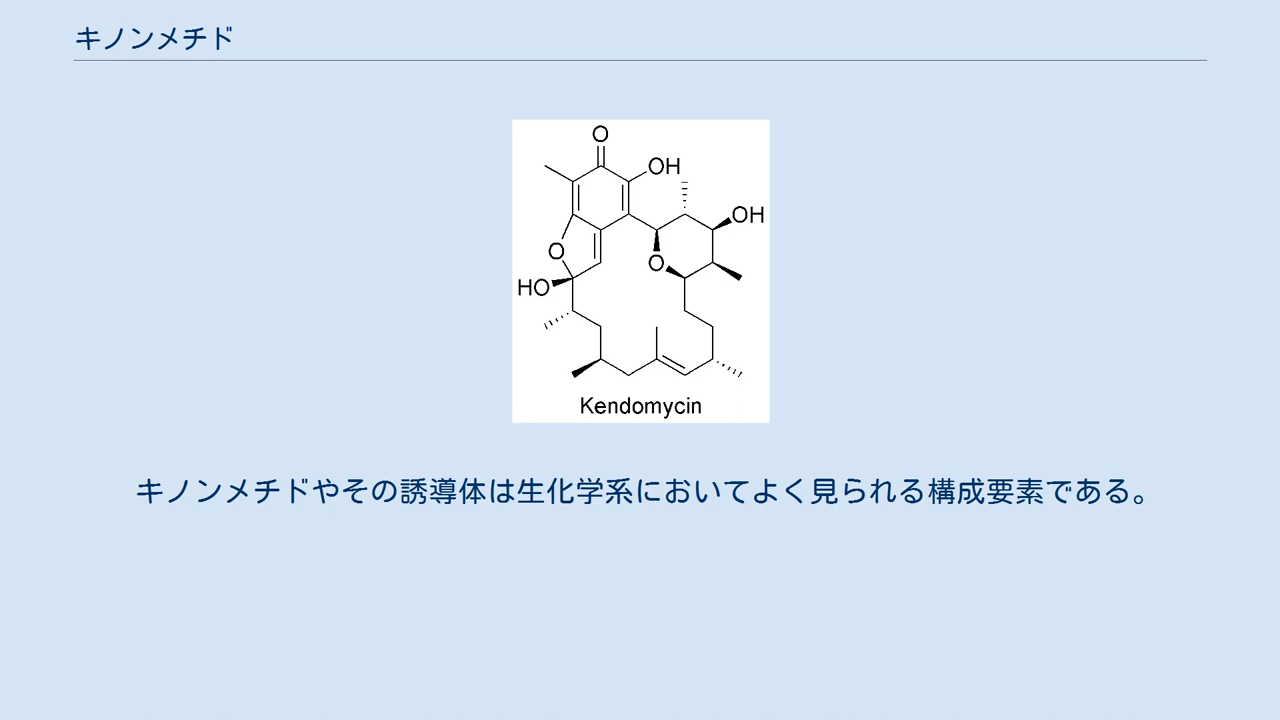 キノンメチド
O
OH
OH
O
O
HO
Kendomycin
キノンメチドやその誘導体は生化学系においてよく見られる構成要素である。